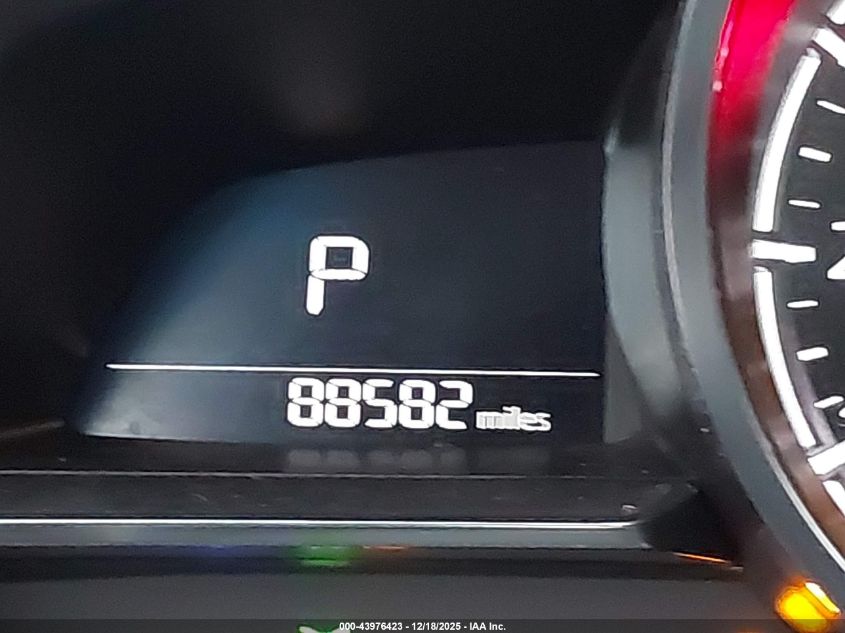 P
88582 miles
000-43976423 - 12/18/2025 - IAA Inc.